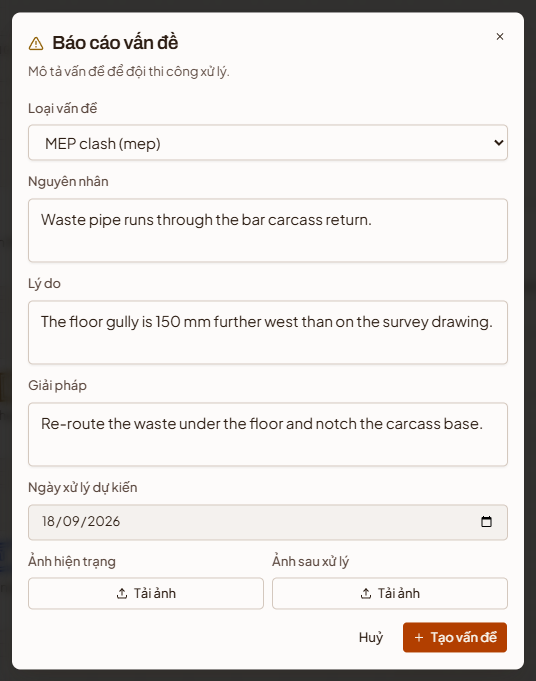 Báo cáo vấn đề
Mô tả vấn đề để đội thi công xử lý.
Loại vấn đề
MEP clash (mep)
Nguyên nhân
Waste pipe runs through the bar carcass return.
Lý do
The floor gully is 150 mm further west than on the survey drawing.
Giải pháp
Re-route the waste under the floor and notch the carcass base.
Ngày xử lý dự kiến
18/09/2026
Ảnh hiện trạng
Ảnh sau xử lý
Tải ảnh
Tải ảnh
Huỷ
+ Tạo vấn đề